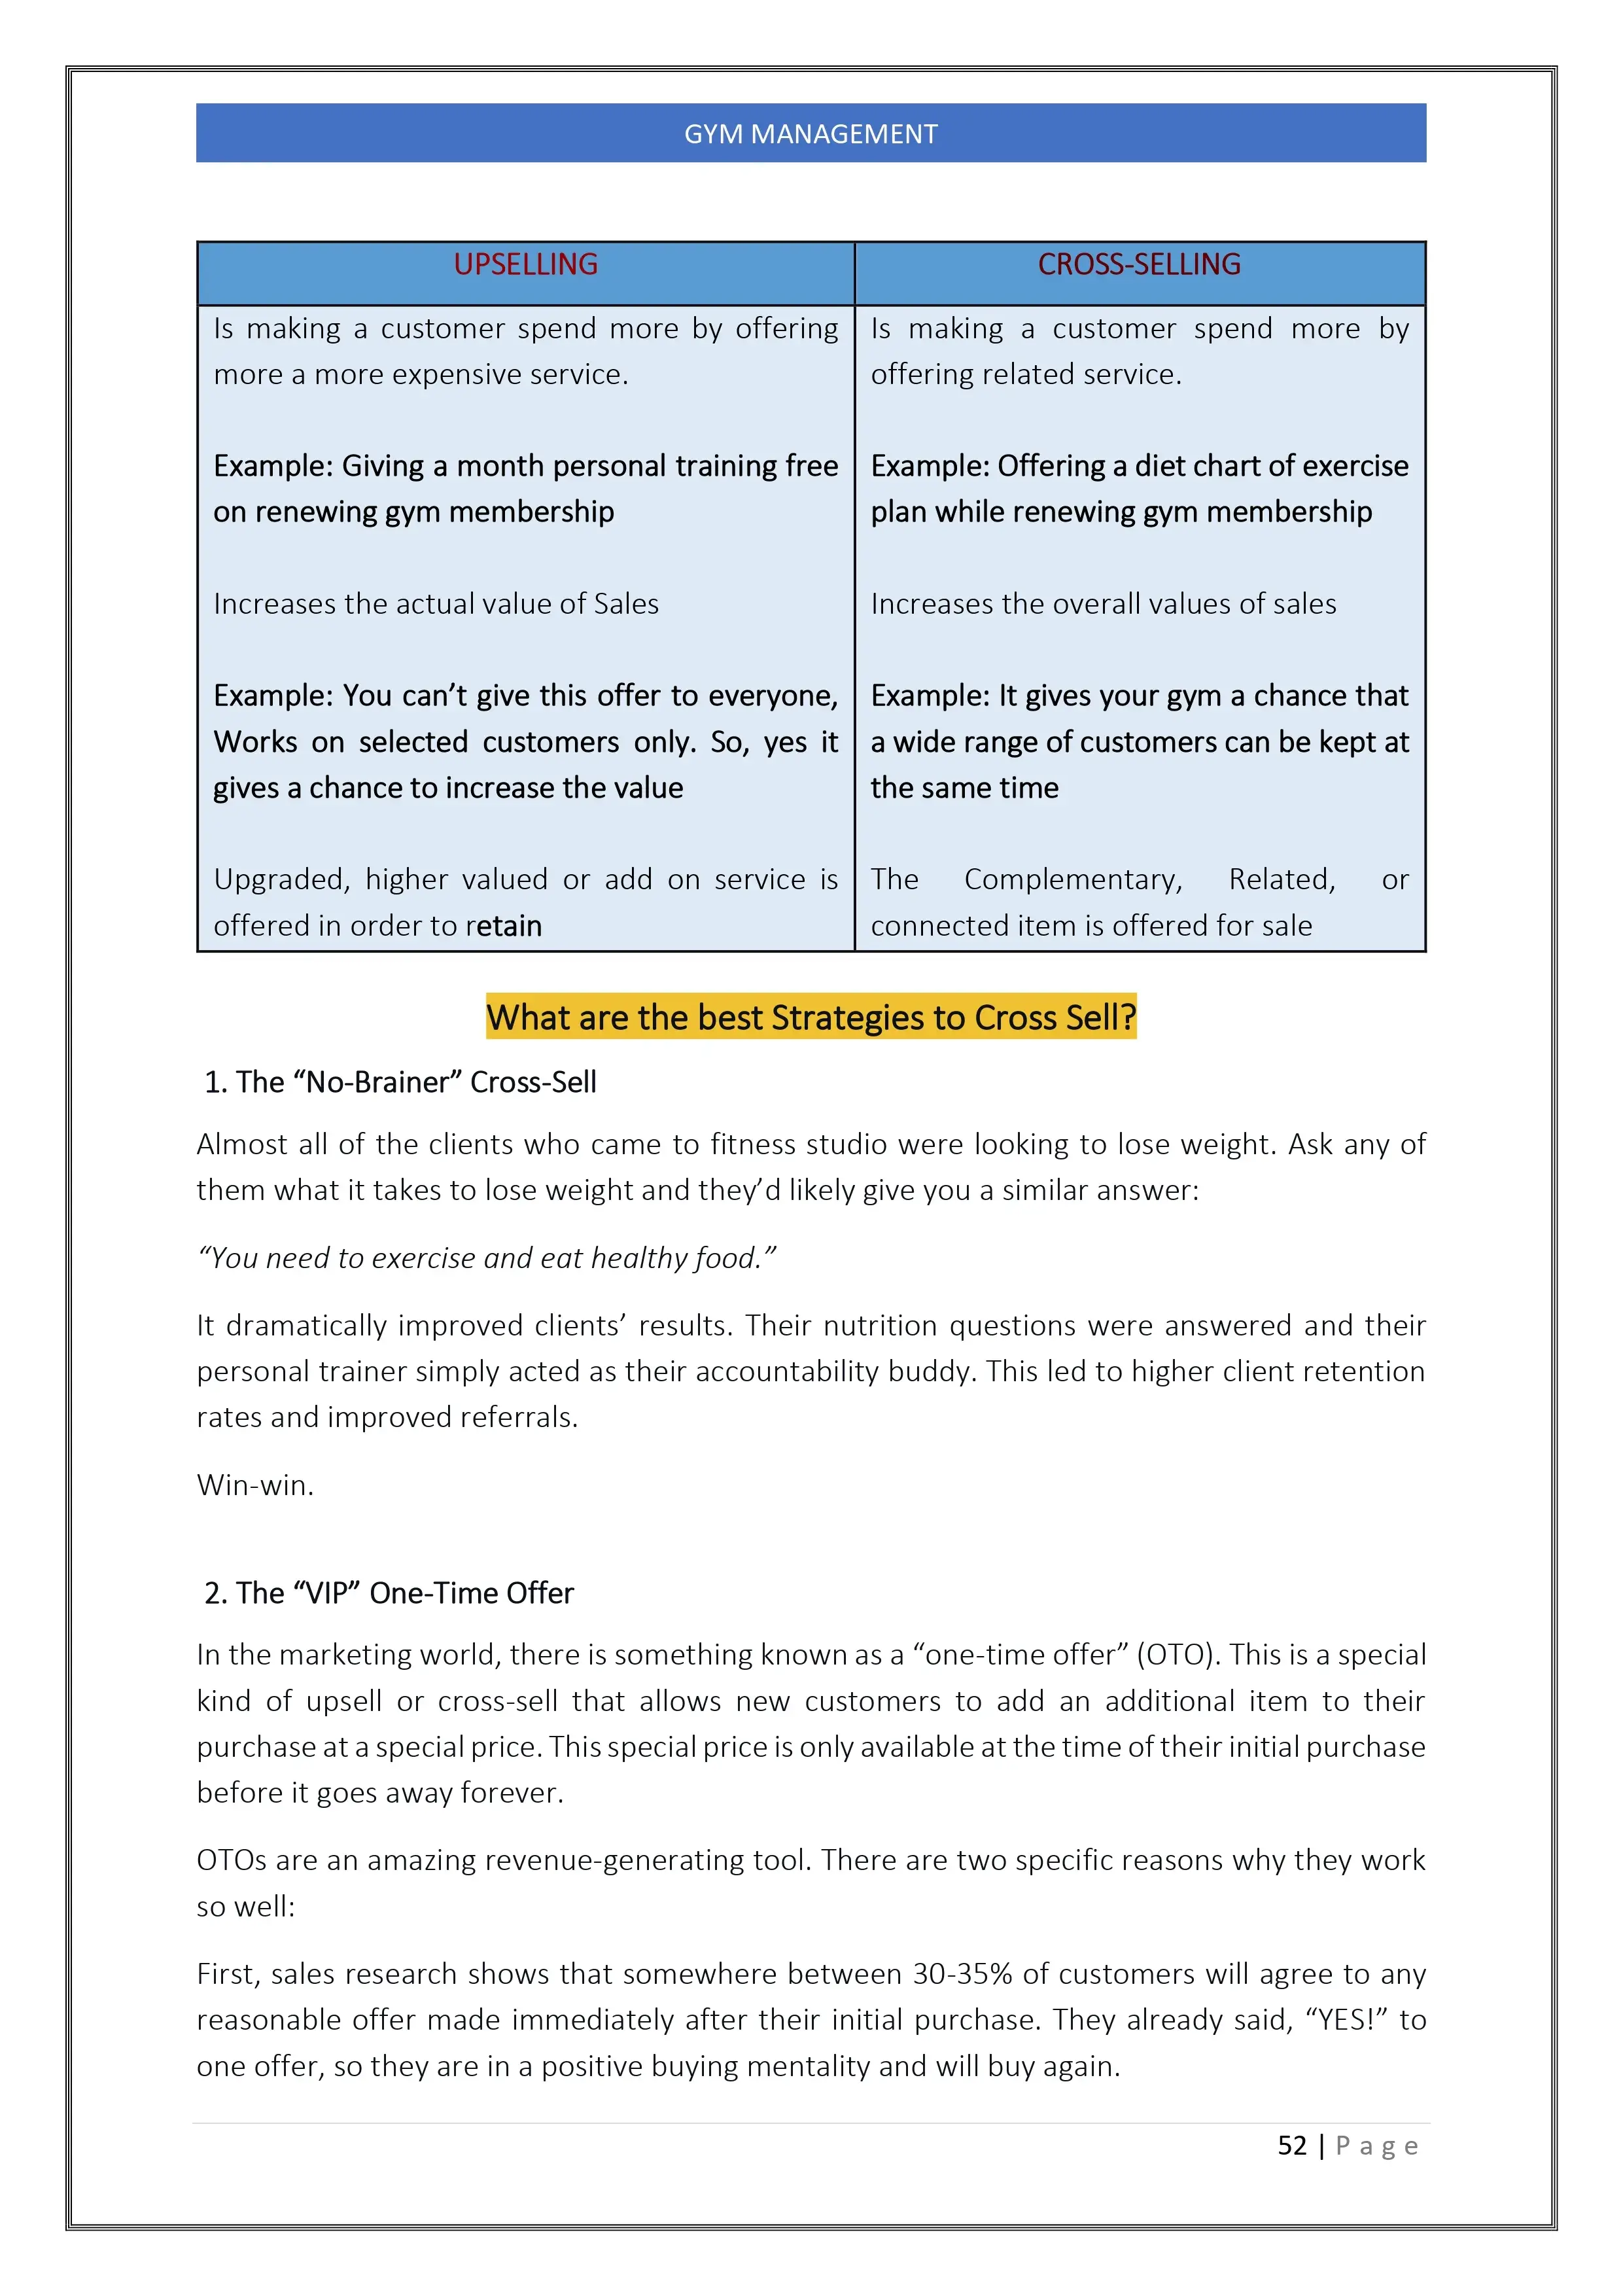 GYM MANAGEMENT
UPSELLING
Is making a customer spend more by offering
more a more expensive service.
Example: Giving a month personal training free
on renewing gym membership
Increases the actual value of Sales
Example: You can’t give this offer to everyone,
Works on selected customers only. So, yes it
gives a chance to increase the value
Upgraded, higher valued or add on service is
offered in order to retain
CROSS-SELLING
Is making a customer spend more by
offering related service.
Example: Offering a diet chart of exercise
plan while renewing gym membership
Increases the overall values of sales
Example: It gives your gym a chance that
a wide range of customers can be kept at
the same time
The Complementary, Related, or
connected item is offered for sale
What are the best Strategies to Cross Sell?
1. The “No-Brainer” Cross-Sell
Almost all of the clients who came to fitness studio were looking to lose weight. Ask any of
them what it takes to lose weight and they’d likely give you a similar answer:
“You need to exercise and eat healthy food.”
It dramatically improved clients’ results. Their nutrition questions were answered and their
personal trainer simply acted as their accountability buddy. This led to higher client retention
rates and improved referrals.
Win-win.
2. The “VIP” One-Time Offer
In the marketing world, there is something known as a “one-time offer” (OTO). This is a special
kind of upsell or cross-sell that allows new customers to add an additional item to their
purchase at a special price. This special price is only available at the time of their initial purchase
before it goes away forever.
OTOs are an amazing revenue-generating tool. There are two specific reasons why they work
so well:
First, sales research shows that somewhere between 30-35% of customers will agree to any
reasonable offer made immediately after their initial purchase. They already said, “YES!” to
one offer, so they are in a positive buying mentality and will buy again.
52 | Page